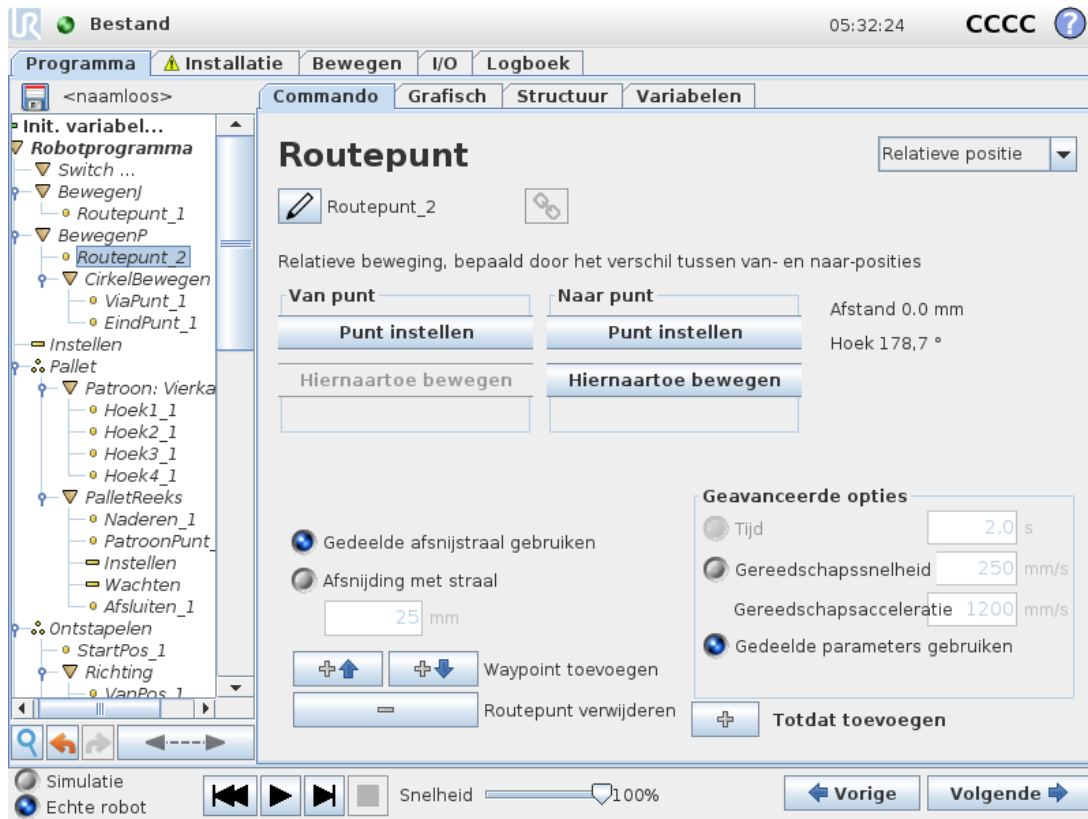 UR Bestand 05:32:24 CCCC ?
Programma Installatie Bewegen I/O Logboek
<naamloos>
Commando Grafisch Structuur Variabelen
Init. variabel...
Robotprogramma
Switch ...
BewegenJ
Routepunt_1
BewegenP
Routepunt_2
CirkelBewegen
ViaPunt_1
EindPunt_1
Instellen
Pallet
Patroon: Vierka
Hoek1_1
Hoek2_1
Hoek3_1
Hoek4_1
PalletReeks
Naderen_1
PatroonPunt_
Instellen
Wachten
Afsluiten_1
Ontstapelen
StartPos_1
Richting
VanPos_1
Routepunt
Relatieve positie
Routepunt_2
Relatieve beweging, bepaald door het verschil tussen van- en naar-posities
Van punt
Punt instellen
Hiernaartoe bewegen
Naar punt
Punt instellen
Hiernaartoe bewegen
Afstand 0.0 mm
Hoek 178,7 °
Gedeelde afsnijstraal gebruiken
Afsnijding met straal
25 mm
Waypoint toevoegen
Routepunt verwijderen
Geavanceerde opties
Tijd 2,0 s
Gereedschapssnelheid 250 mm/s
Gereedschapsacceleratie 1200 mm/s
Gedeelde parameters gebruiken
Totdat toevoegen
Simulatie
Echte robot
Snelheid 100%
Vorige
Volgende